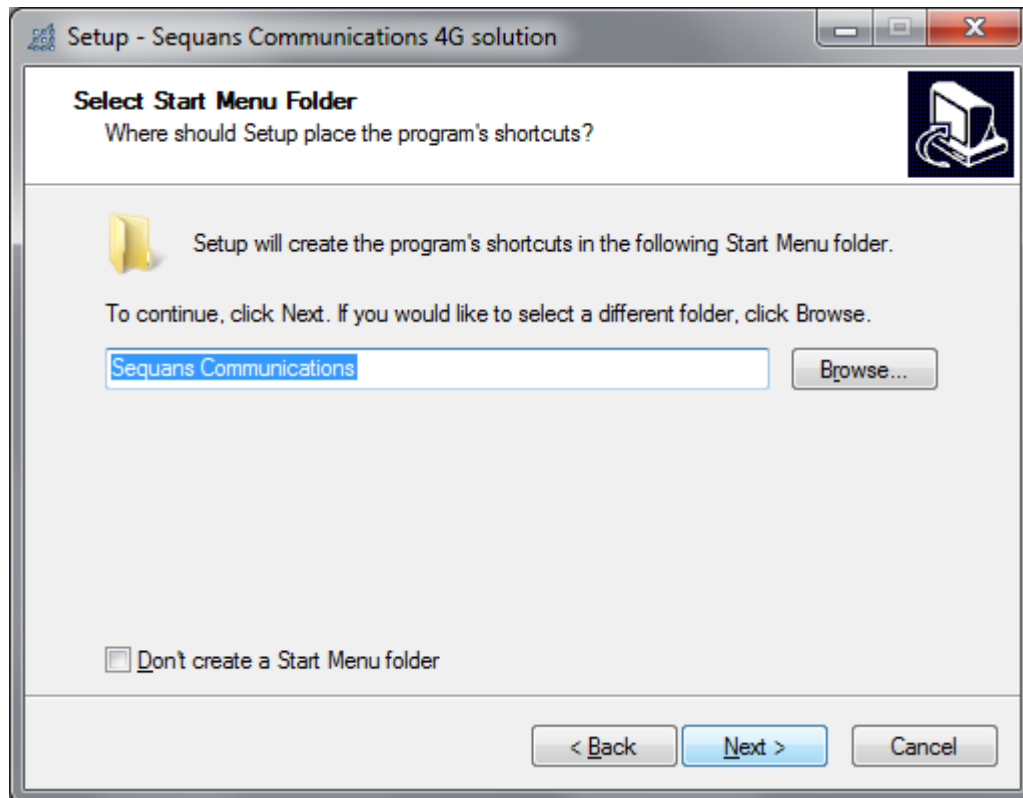 Setup - Sequans Communications 4G solution
Select Start Menu Folder
Where should Setup place the program's shortcuts?
Setup will create the program's shortcuts in the following Start Menu folder.
To continue, click Next. If you would like to select a different folder, click Browse.
Sequans Communications
Browse...
Don't create a Start Menu folder
< Back
Next >
Cancel